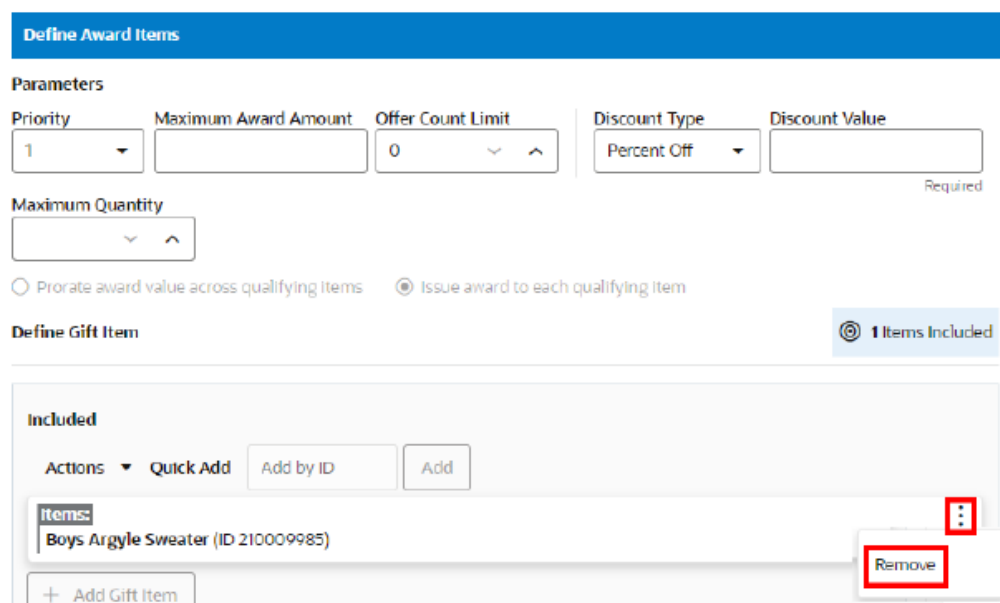 Define Award Items
Parameters
Priority Maximum Award Amount Offer Count Limit Discount Type Discount Value
1 0 Percent Off
Required
Maximum Quantity
Prorate award value across qualifying items Issue award to each qualifying item
Define Gift Item 1 Items Included
Included
Actions Quick Add Add by ID Add
Items:
Boys Argyle Sweater (ID 210009985)
Remove
+ Add Gift Item